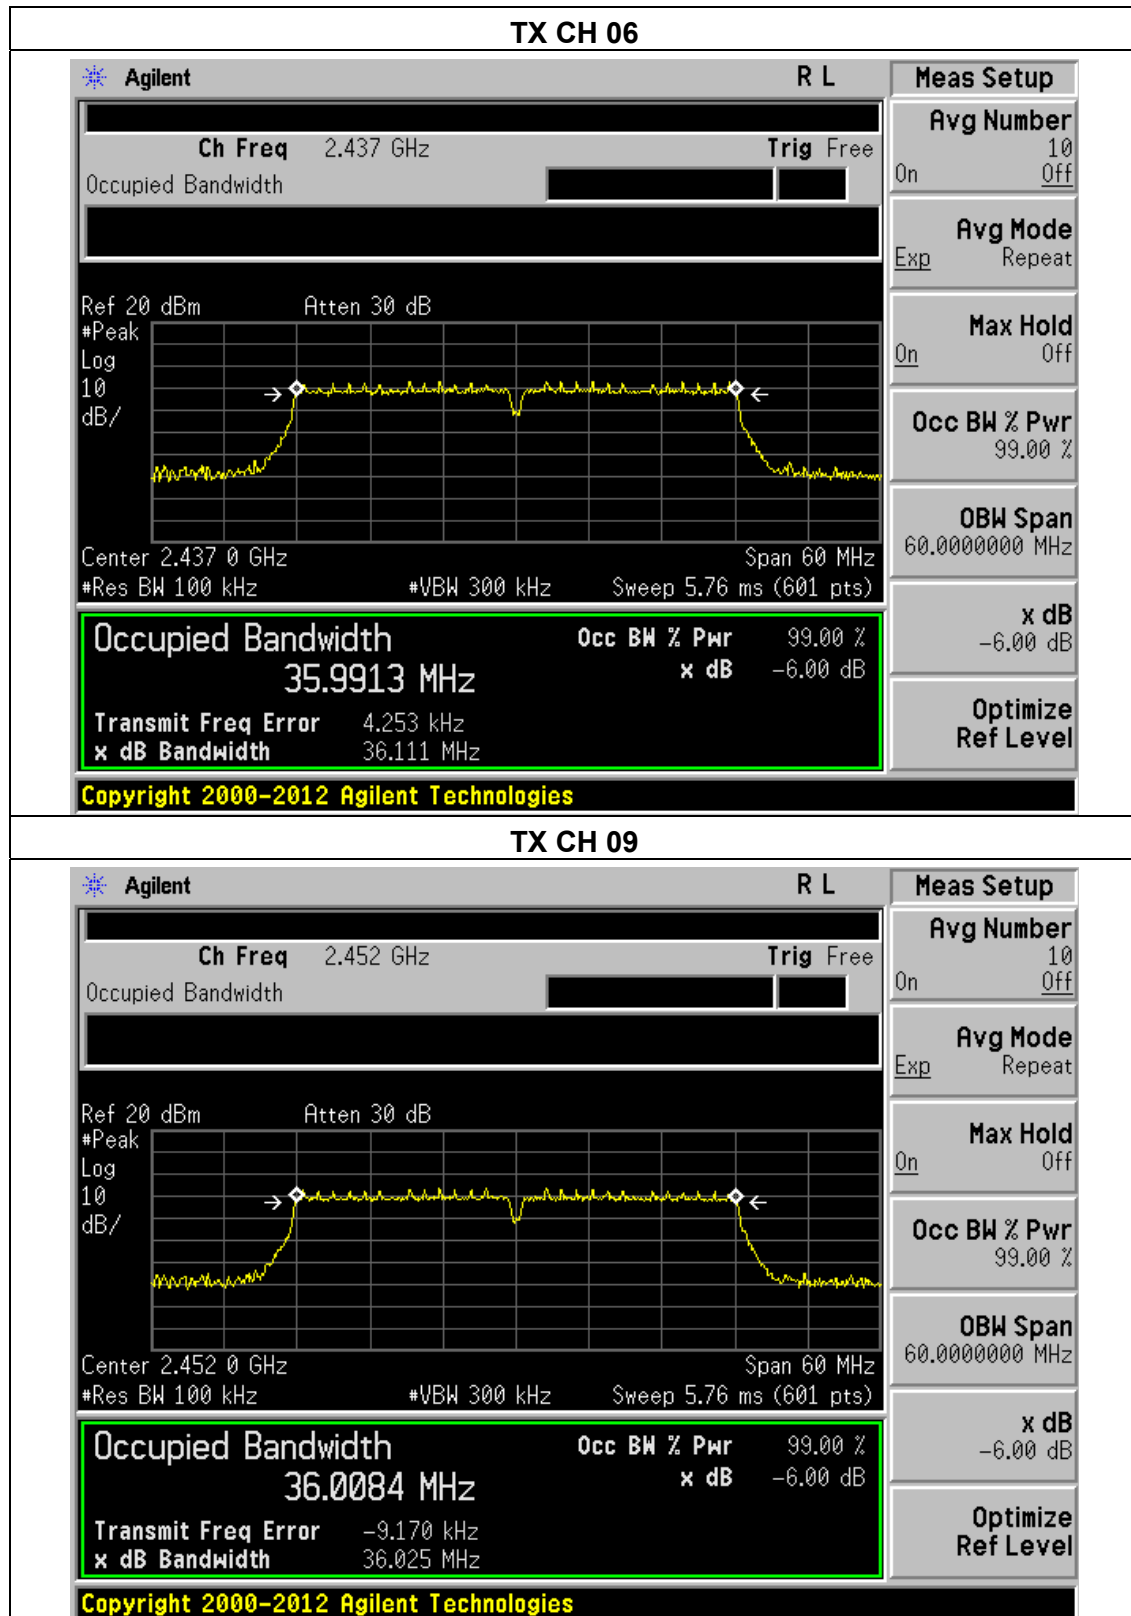 TX CH 06
Agilent R L Meas Setup
Ch Freq 2.437 GHz Trig Free
Occupied Bandwidth
Avg Number
10
On Off
Avg Mode
Exp Repeat
Max Hold
On Off
Occ BW % Pwr
99.00 %
OBW Span
60.0000000 MHz
x dB
-6.00 dB
Optimize
Ref Level
Ref 20 dBm Atten 30 dB
#Peak
Log
10
dB/
Center 2.437 0 GHz Span 60 MHz
#Res BW 100 kHz #VBW 300 kHz Sweep 5.76 ms (601 pts)
Occupied Bandwidth Occ BW % Pwr 99.00 %
35.9913 MHz x dB -6.00 dB
Transmit Freq Error 4.253 kHz
x dB Bandwidth 36.111 MHz
Copyright 2000-2012 Agilent Technologies
TX CH 09
Agilent R L Meas Setup
Ch Freq 2.452 GHz Trig Free
Occupied Bandwidth
Avg Number
10
On Off
Avg Mode
Exp Repeat
Max Hold
On Off
Occ BW % Pwr
99.00 %
OBW Span
60.0000000 MHz
x dB
-6.00 dB
Optimize
Ref Level
Ref 20 dBm Atten 30 dB
#Peak
Log
10
dB/
Center 2.452 0 GHz Span 60 MHz
#Res BW 100 kHz #VBW 300 kHz Sweep 5.76 ms (601 pts)
Occupied Bandwidth Occ BW % Pwr 99.00 %
36.0084 MHz x dB -6.00 dB
Transmit Freq Error -9.170 kHz
x dB Bandwidth 36.025 MHz
Copyright 2000-2012 Agilent Technologies